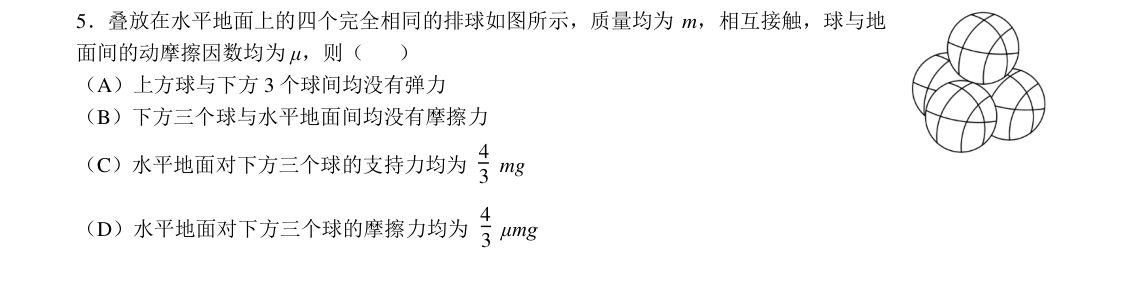 5．叠放在水平地面上的四个完全相同的排球如图所示，质量均为 m，相互接触，球与地
面间的动摩擦因数均为 μ，则（　　）
（A）上方球与下方 3 个球间均没有弹力
（B）下方三个球与水平地面间均没有摩擦力
（C）水平地面对下方三个球的支持力均为 4/3 mg
（D）水平地面对下方三个球的摩擦力均为 4/3 μmg